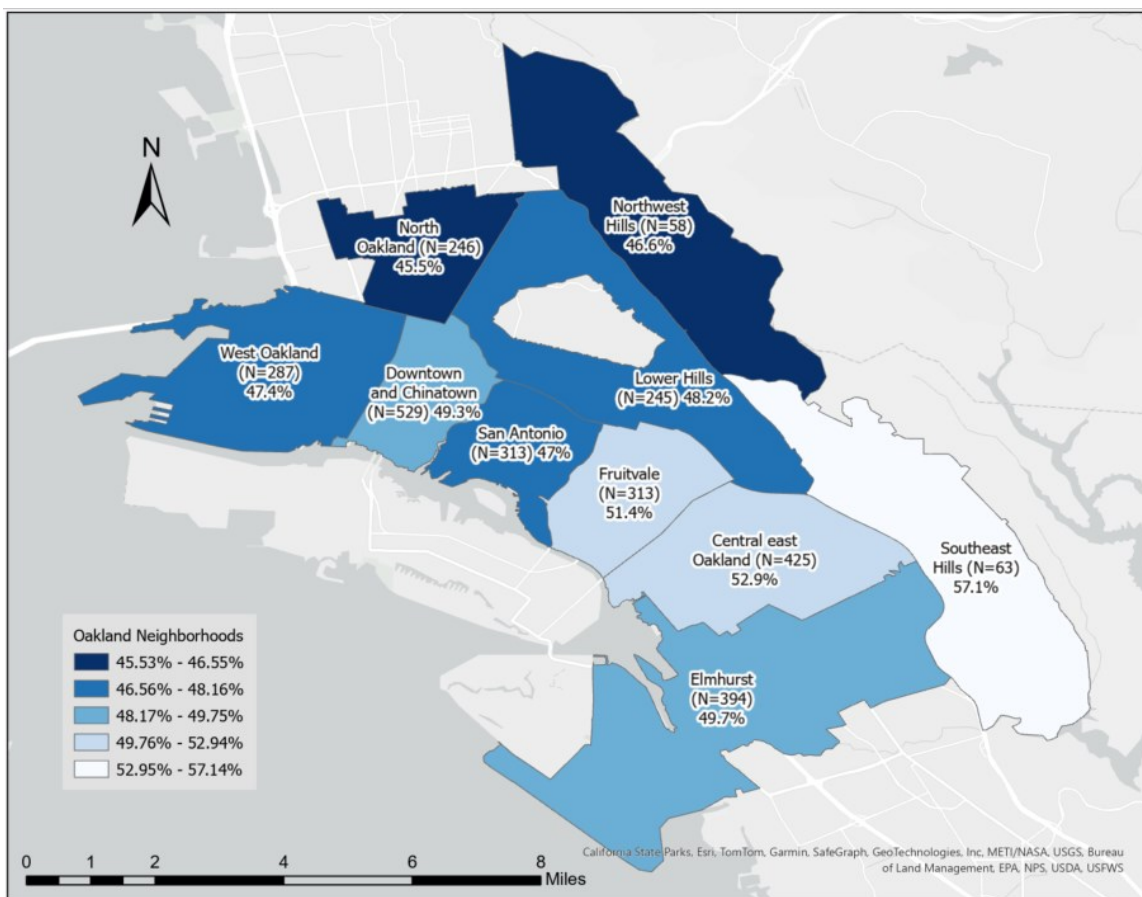 N
Northwest
Hills (N=58)
46.6%
North
Oakland (N=246)
45.5%
West Oakland
(N=287)
47.4%
Downtown
and Chinatown
(N=529) 49.3%
Lower Hills
(N=245) 48.2%
San Antonio
(N=313) 47%
Fruitvale
(N=313)
51.4%
Central east
Oakland (N=425)
52.9%
Southeast
Hills (N=63)
57.1%
Elmhurst
(N=394)
49.7%
Oakland Neighborhoods
45.53% - 46.55%
46.56% - 48.16%
48.17% - 49.75%
49.76% - 52.94%
52.95% - 57.14%
0 1 2 4 6 8
Miles
California State Parks, Esri, TomTom, Garmin, SafeGraph, GeoTechnologies, Inc, METI/NASA, USGS, Bureau
of Land Management, EPA, NPS, USDA, USFWS